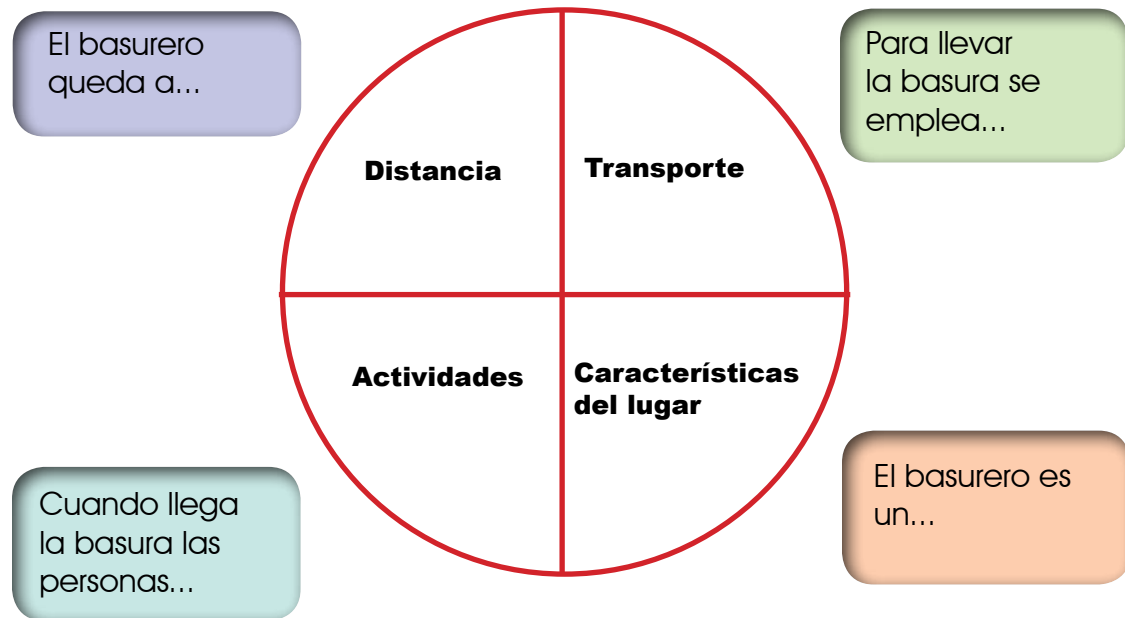 El basurero
queda a...
Para llevar
la basura se
emplea...
Distancia
Transporte
Actividades
Características
del lugar
Cuando llega
la basura las
personas...
El basurero es
un...